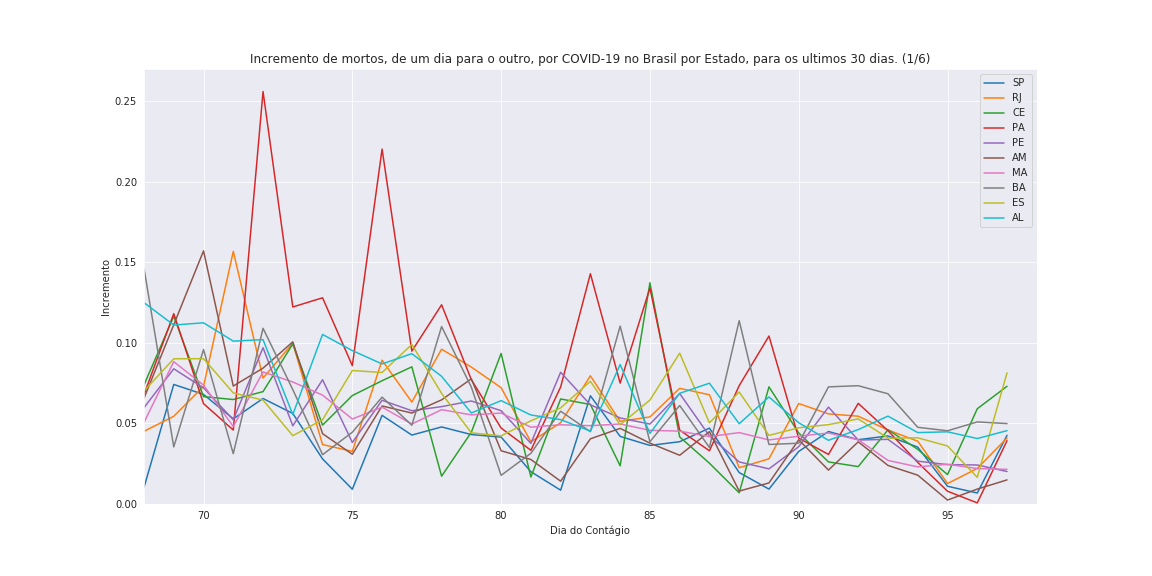 Incremento de mortos, de um dia para o outro, por COVID-19 no Brasil por Estado, para os ultimos 30 dias. (1/6)
SP
RJ
CE
PA
PE
AM
MA
BA
ES
AL
Incremento
0.25
0.20
0.15
0.10
0.05
0.00
70 75 80 85 90 95
Dia do Contágio